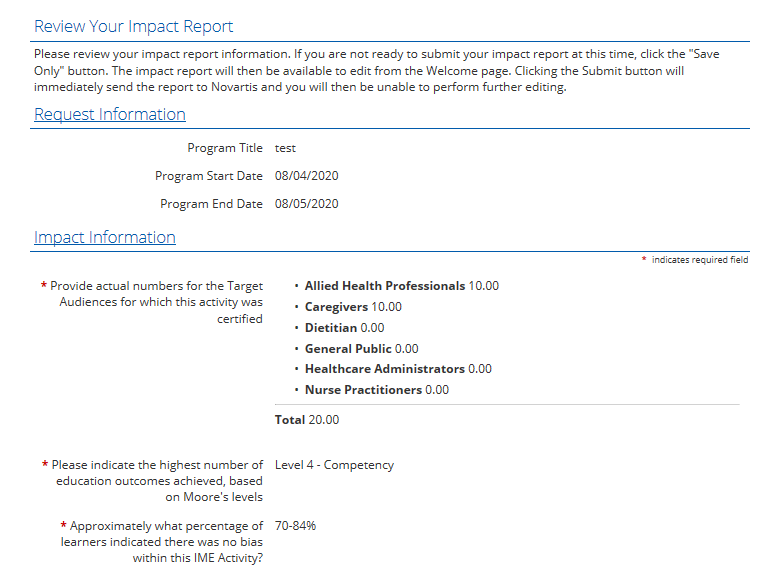 Review Your Impact Report
Please review your impact report information. If you are not ready to submit your impact report at this time, click the "Save
Only" button. The impact report will then be available to edit from the Welcome page. Clicking the Submit button will
immediately send the report to Novartis and you will then be unable to perform further editing.
Request Information
Program Title test
Program Start Date 08/04/2020
Program End Date 08/05/2020
Impact Information
* indicates required field
* Provide actual numbers for the Target
Audiences for which this activity was
certified
• Allied Health Professionals 10.00
• Caregivers 10.00
• Dietitian 0.00
• General Public 0.00
• Healthcare Administrators 0.00
• Nurse Practitioners 0.00
Total 20.00
* Please indicate the highest number of
education outcomes achieved, based
on Moore's levels
Level 4 - Competency
* Approximately what percentage of
learners indicated there was no bias
within this IME Activity?
70-84%